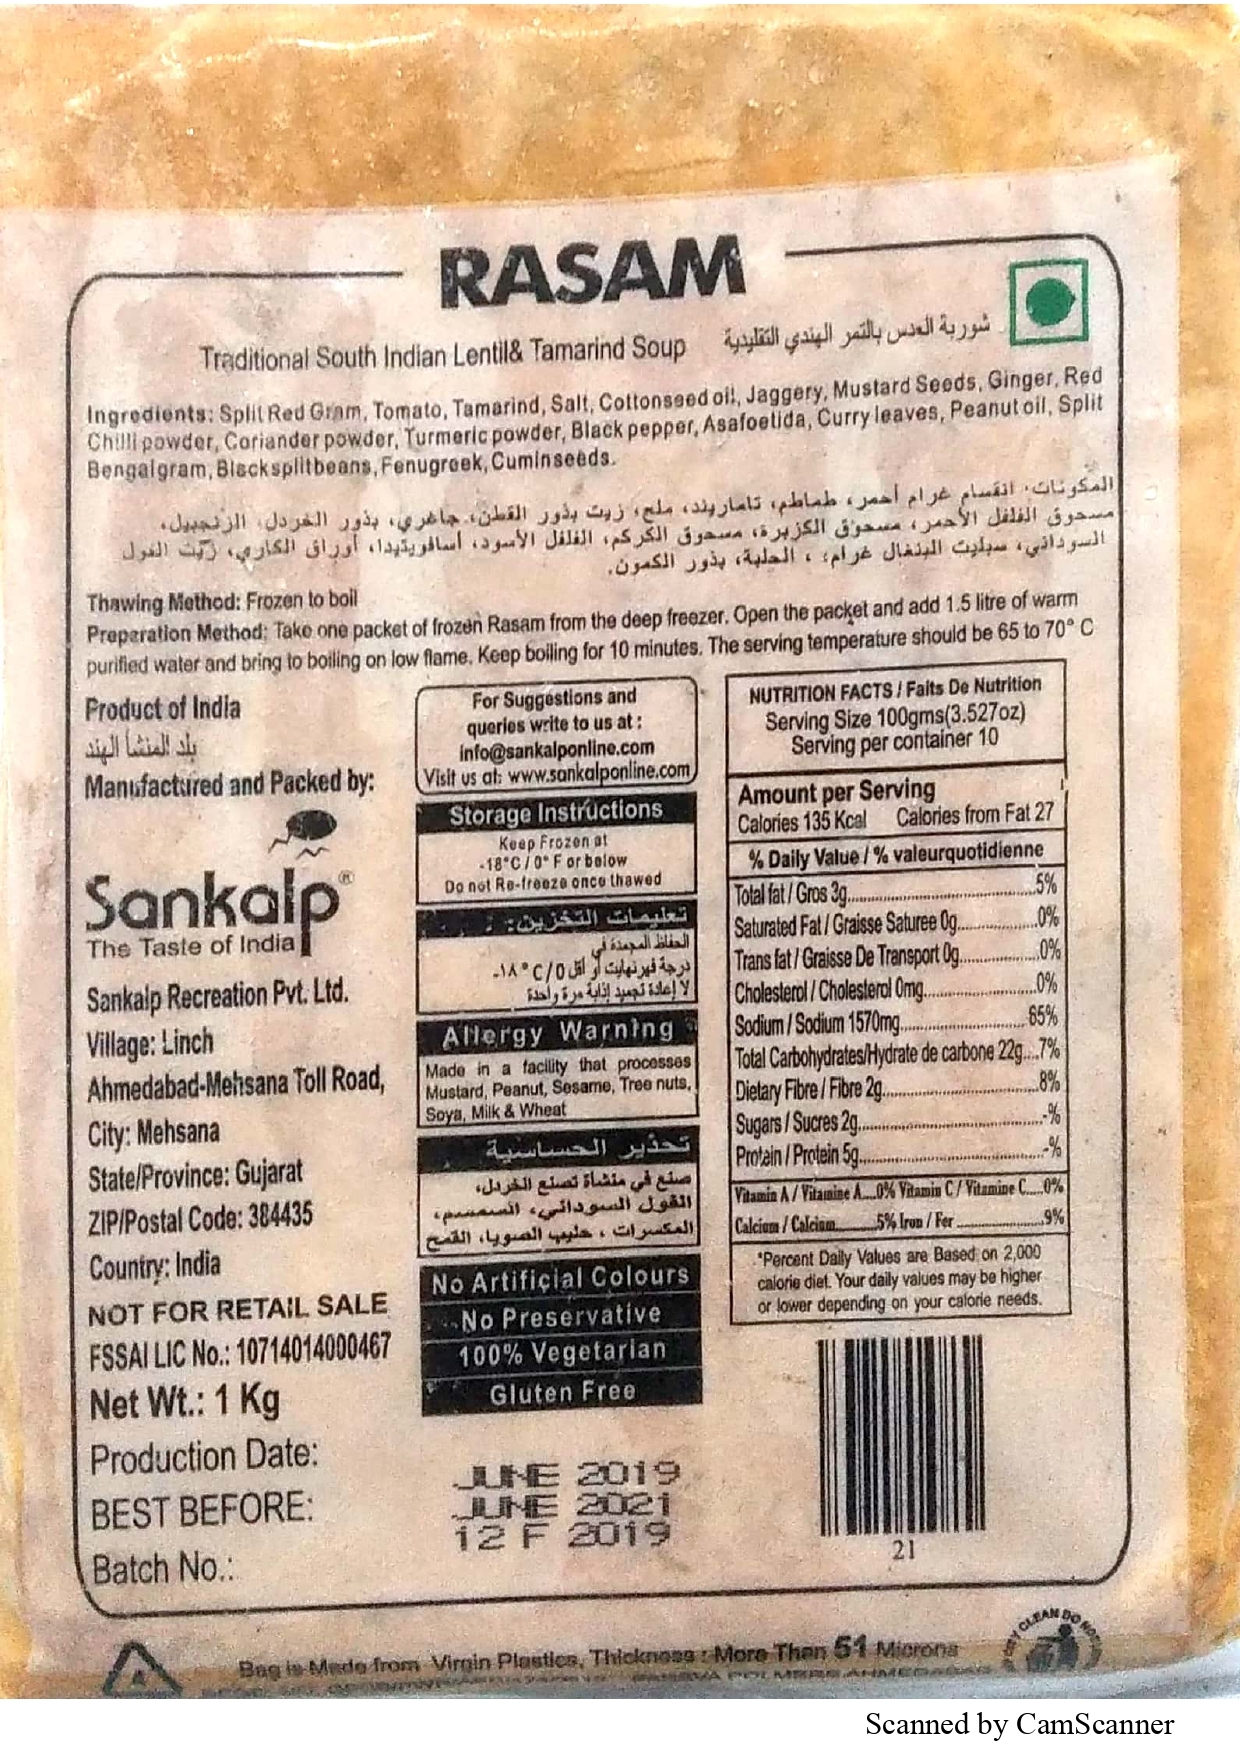 RASAM
Traditional South Indian Lentil& Tamarind Soup
شوربة العدس بالتمر الهندي التقليدية
Ingredients: Split Red Gram, Tomato, Tamarind, Salt, Cottonseed oil, Jaggery, Mustard Seeds, Ginger, Red
Chilli powder, Coriander powder, Turmeric powder, Black pepper, Asafoetida, Curry leaves, Peanut oil, Split
Bengalgram, Blacksplitbeans, Fenugreek, Cuminseeds.
المكونات: انقسام غرام أحمر، طماطم، تاماريند، ملح، زيت بذور القطن، جاغري، بذور الخردل، الزنجبيل،
مسحوق الفلفل الأحمر، مسحوق الكزبرة، مسحوق الكركم، الفلفل الأسود، أسافويتيدا، أوراق الكاري، زيت الفول
السوداني، سبليت البنغال غرام، ، الحلبة، بذور الكمون.
Thawing Method: Frozen to boil
Preparation Method: Take one packet of frozen Rasam from the deep freezer. Open the packet and add 1.5 litre of warm
purified water and bring to boiling on low flame. Keep boiling for 10 minutes. The serving temperature should be 65 to 70° C
Product of India
بلد المنشأ الهند
Manufactured and Packed by:
Sankalp®
The Taste of India
Sankalp Recreation Pvt. Ltd.
Village: Linch
Ahmedabad-Mehsana Toll Road,
City: Mehsana
State/Province: Gujarat
ZIP/Postal Code: 384435
Country: India
NOT FOR RETAIL SALE
FSSAI LIC No.: 10714014000467
Net Wt.: 1 Kg
Production Date: JUNE 2019
BEST BEFORE: JUNE 2021
Batch No.: 12 F 2019
For Suggestions and
queries write to us at :
info@sankalponline.com
Visit us at: www.sankalponline.com
Storage Instructions
Keep Frozen at
-18°C / 0° F or below
Do not Re-freeze once thawed
تعليمات التخزين:
الحفاظ المجمدة في
درجة فيرنهايت أو أقل 0/C°١٨-
لا إعادة تجميد إذابة مرة واحدة
Allergy Warning
Made in a facility that processes
Mustard, Peanut, Sesame, Tree nuts,
Soya, Milk & Wheat
تحذير الحساسية
صنع في منشأة تصنع الخردل،
الفول السوداني، السمسم،
المكسرات ، حليب الصويا، القمح
No Artificial Colours
No Preservative
100% Vegetarian
Gluten Free
NUTRITION FACTS / Faits De Nutrition
Serving Size 100gms(3.527oz)
Serving per container 10
Amount per Serving
Calories 135 Kcal Calories from Fat 27
% Daily Value / % valeurquotidienne
Total fat / Gros 3g..........5%
Saturated Fat / Graisse Saturee 0g..........0%
Trans fat / Graisse De Transport 0g..........0%
Cholesterol / Cholesterol 0mg..........0%
Sodium / Sodium 1570mg..........65%
Total Carbohydrates/Hydrate de carbone 22g....7%
Dietary Fibre / Fibre 2g..........8%
Sugars / Sucres 2g..........-%
Protain / Protein 5g..........-%
Vitamin A / Vitamine A....0% Vitamin C / Vitamine C.....0%
Calcium / Calcium..........5% Iron / Fer ..........9%
*Percent Daily Values are Based on 2,000
calorie diet. Your daily values may be higher
or lower depending on your calorie needs.
21
Bag is Made from Virgin Plastics, Thickness : More Than 51 Microns
CLEAN DO NOT
Scanned by CamScanner